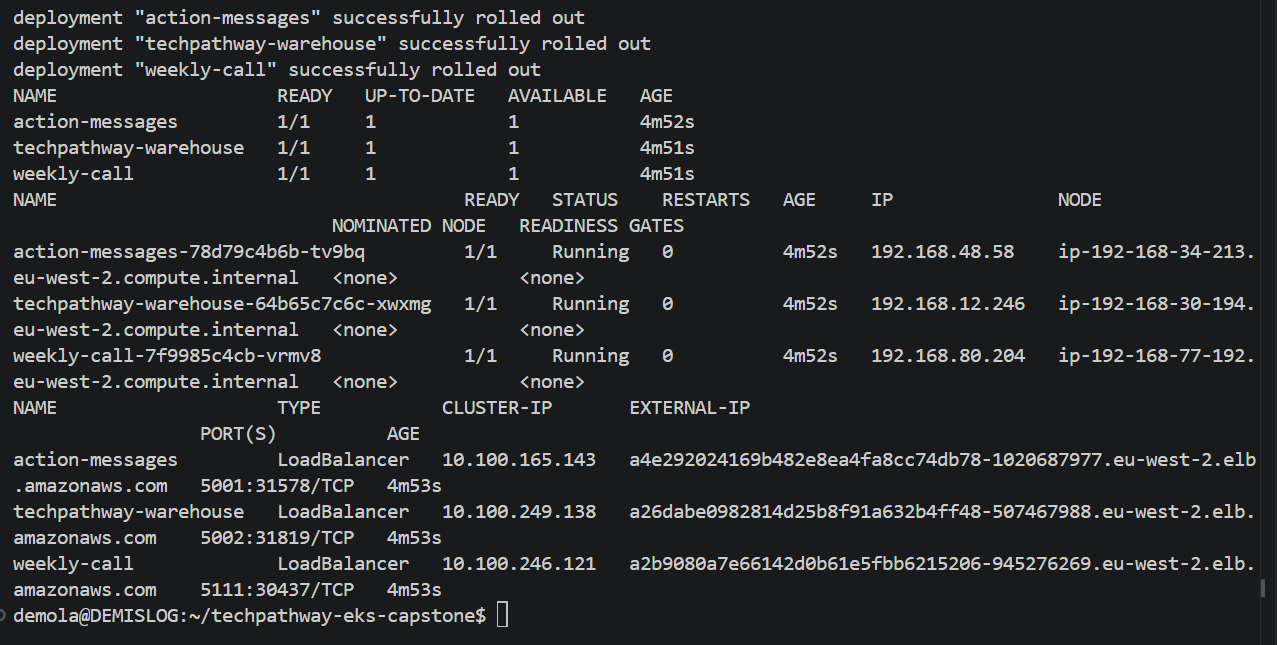 deployment "action-messages" successfully rolled out
deployment "techpathway-warehouse" successfully rolled out
deployment "weekly-call" successfully rolled out
NAME                    READY   UP-TO-DATE   AVAILABLE   AGE
action-messages         1/1     1            1           4m52s
techpathway-warehouse   1/1     1            1           4m51s
weekly-call             1/1     1            1           4m51s
NAME                                     READY   STATUS    RESTARTS   AGE     IP               NODE
                             NOMINATED NODE   READINESS GATES
action-messages-78d79c4b6b-tv9bq         1/1     Running   0          4m52s   192.168.48.58    ip-192-168-34-213.
eu-west-2.compute.internal   <none>           <none>
techpathway-warehouse-64b65c7c6c-xwxmg   1/1     Running   0          4m52s   192.168.12.246   ip-192-168-30-194.
eu-west-2.compute.internal   <none>           <none>
weekly-call-7f9985c4cb-vrmv8             1/1     Running   0          4m52s   192.168.80.204   ip-192-168-77-192.
eu-west-2.compute.internal   <none>           <none>
NAME                    TYPE           CLUSTER-IP       EXTERNAL-IP
                 PORT(S)          AGE
action-messages         LoadBalancer   10.100.165.143   a4e292024169b482e8ea4fa8cc74db78-1020687977.eu-west-2.elb
.amazonaws.com   5001:31578/TCP   4m53s
techpathway-warehouse   LoadBalancer   10.100.249.138   a26dabe0982814d25b8f91a632b4ff48-507467988.eu-west-2.elb.
amazonaws.com    5002:31819/TCP   4m53s
weekly-call             LoadBalancer   10.100.246.121   a2b9080a7e66142d0b61e5fbb6215206-945276269.eu-west-2.elb.
amazonaws.com    5111:30437/TCP   4m53s
demola@DEMISLOG:~/techpathway-eks-capstone$